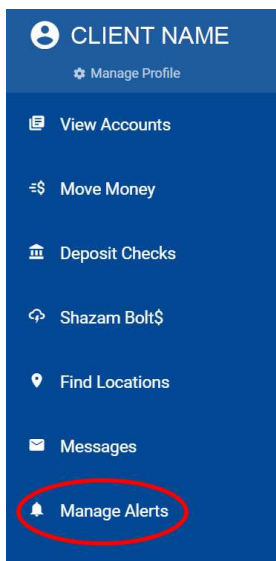 CLIENT NAME
Manage Profile
View Accounts
Move Money
Deposit Checks
Shazam Bolt$
Find Locations
Messages
Manage Alerts